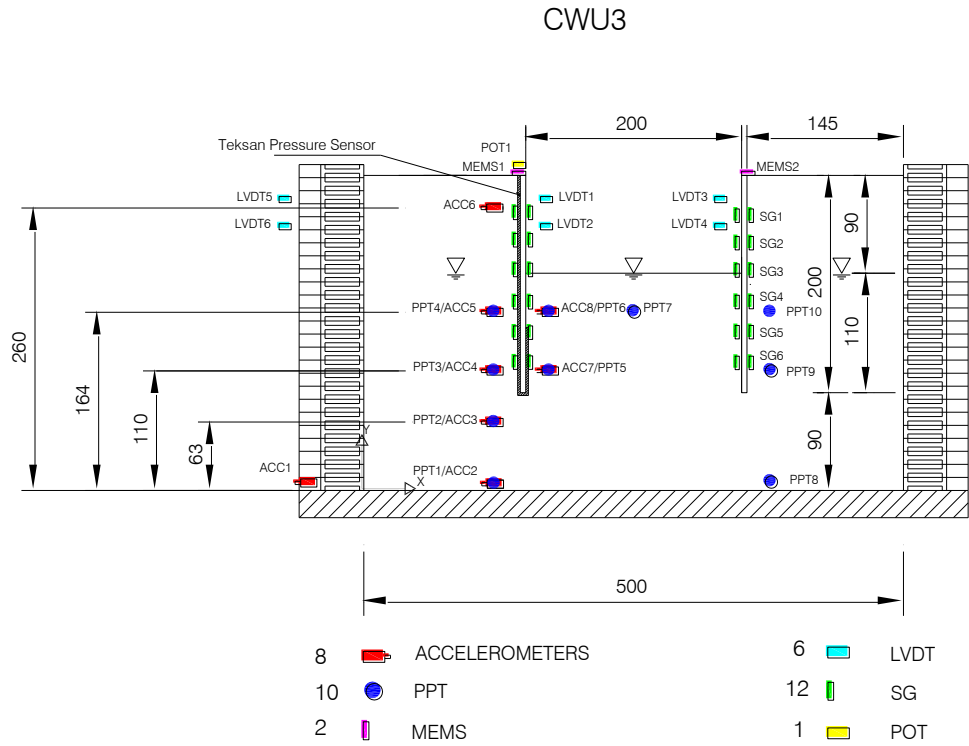 CWU3
200
145
Teksan Pressure Sensor
POT1
MEMS1
MEMS2
LVDT5
LVDT1
LVDT3
ACC6
SG1
LVDT6
LVDT2
LVDT4
90
SG2
SG3
200
SG4
PPT4/ACC5
ACC8/PPT6
PPT7
PPT10
260
SG5
110
SG6
PPT3/ACC4
ACC7/PPT5
PPT9
164
110
PPT2/ACC3
63
Y
90
ACC1
PPT1/ACC2
X
PPT8
500
8 ACCELEROMETERS
6 LVDT
10 PPT
12 SG
2 MEMS
1 POT